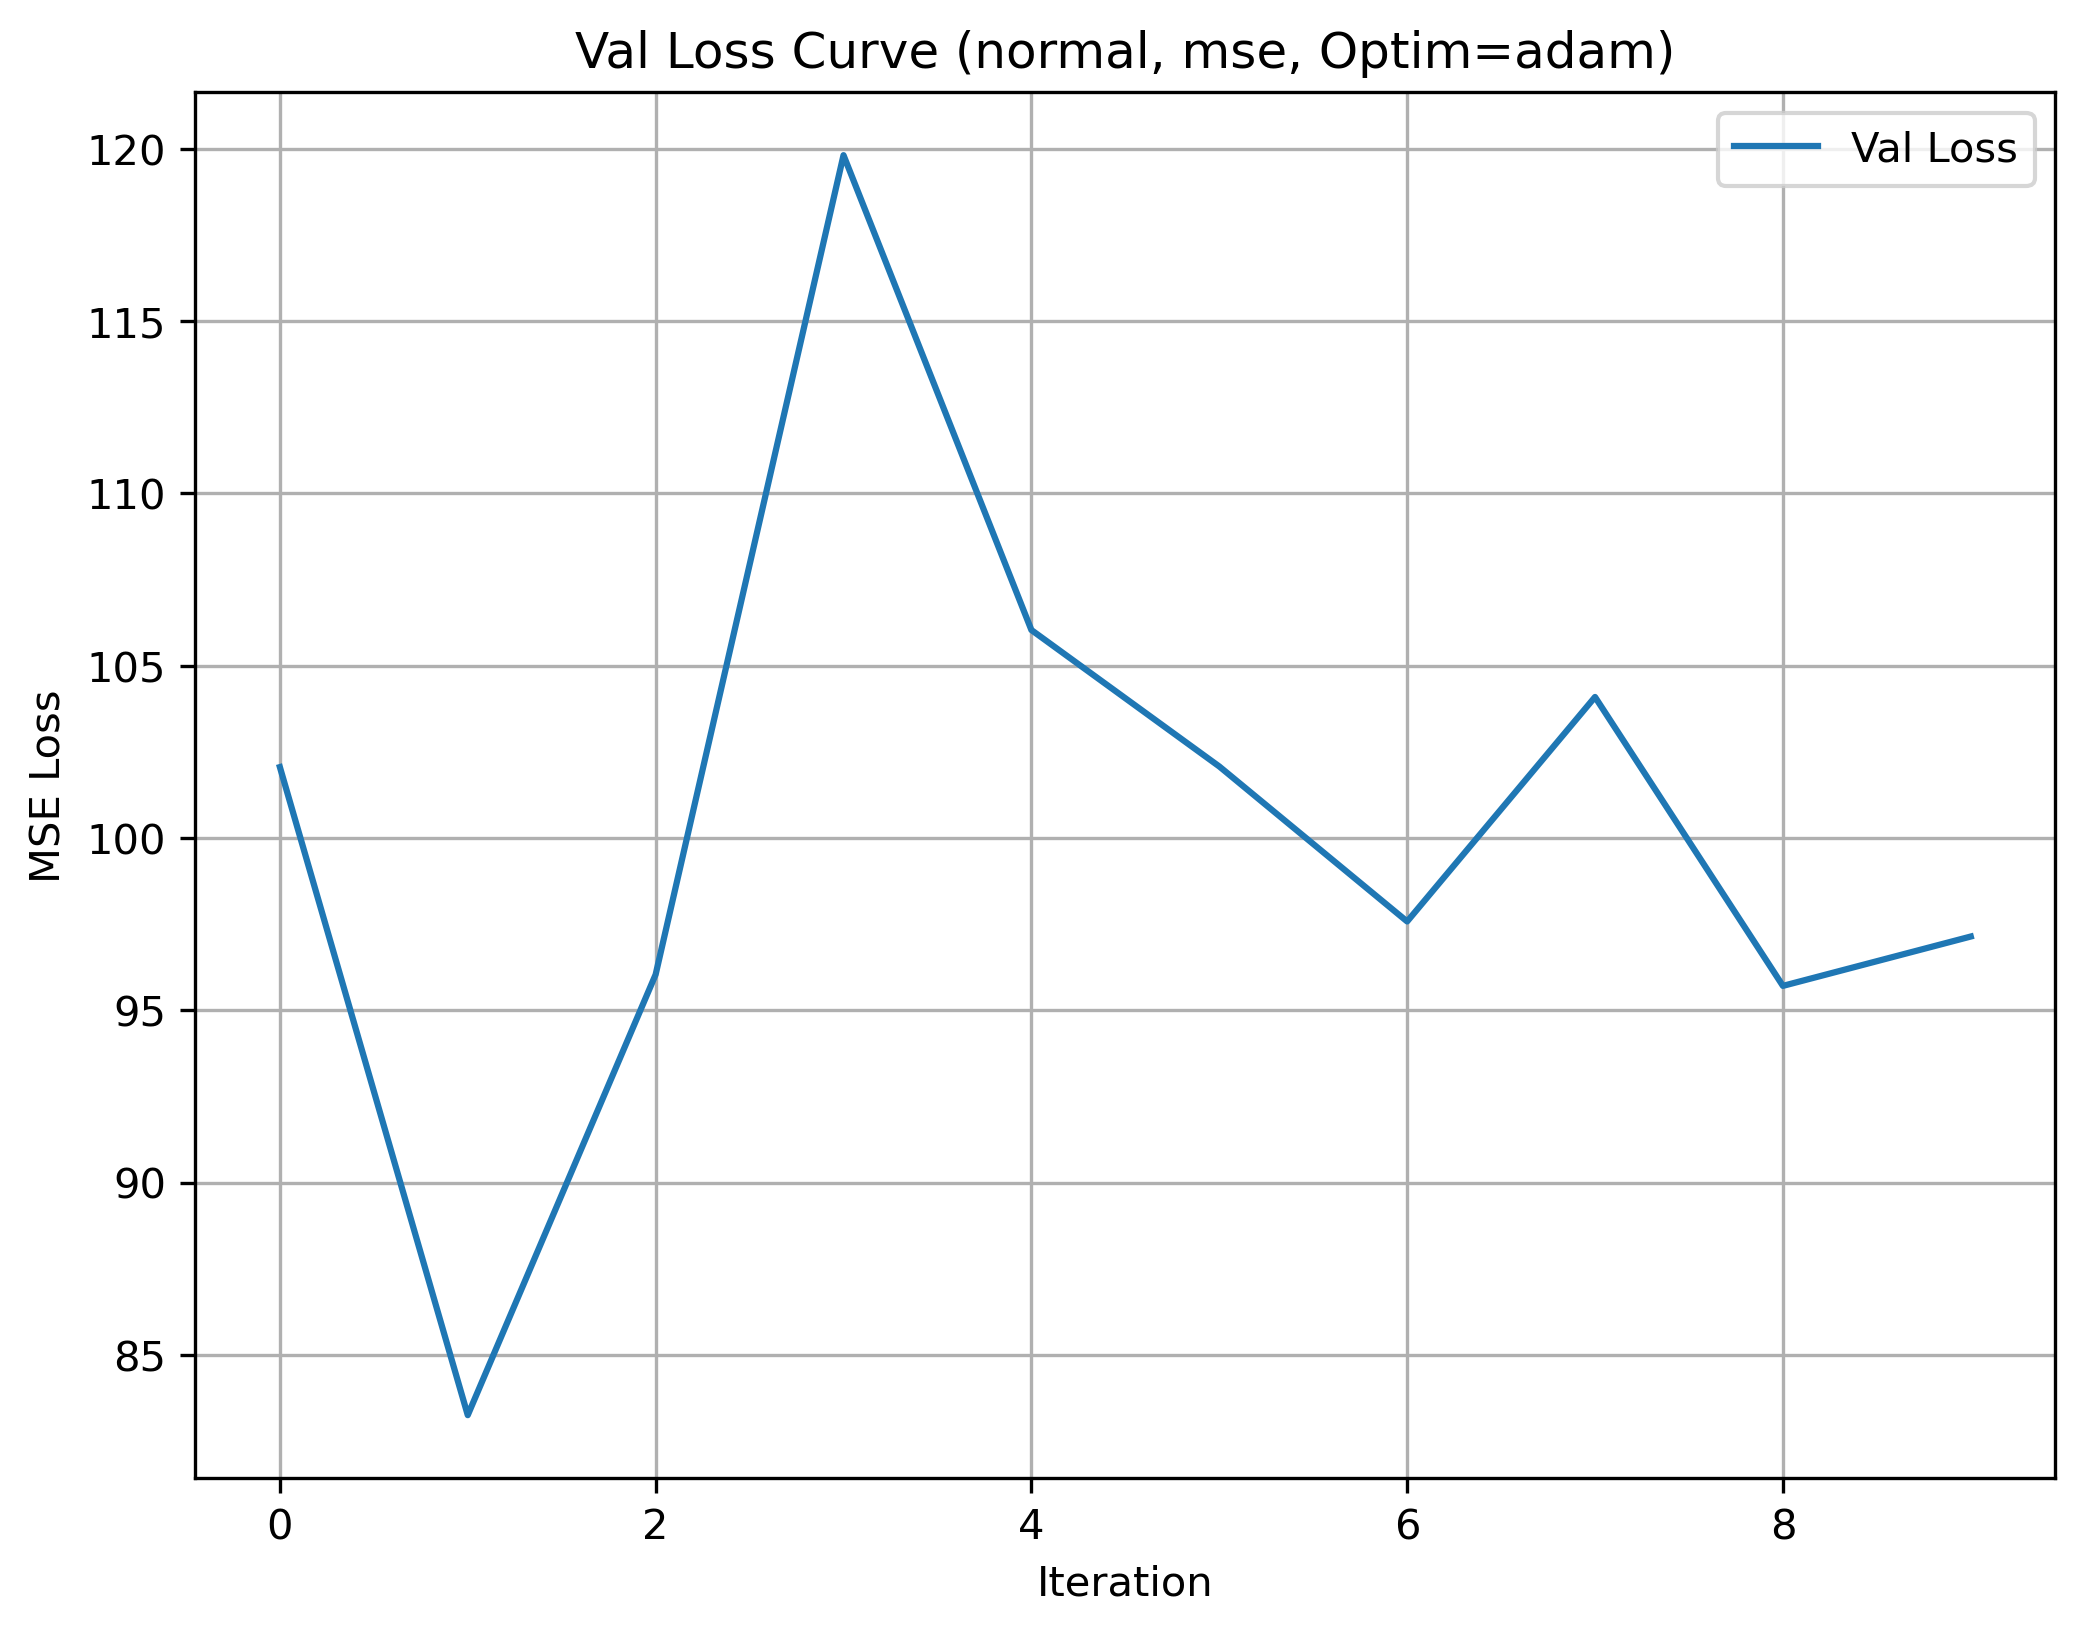 Val Loss Curve (normal, mse, Optim=adam)
Val Loss
120
115
110
105
100
95
90
85
MSE Loss
0 2 4 6 8
Iteration